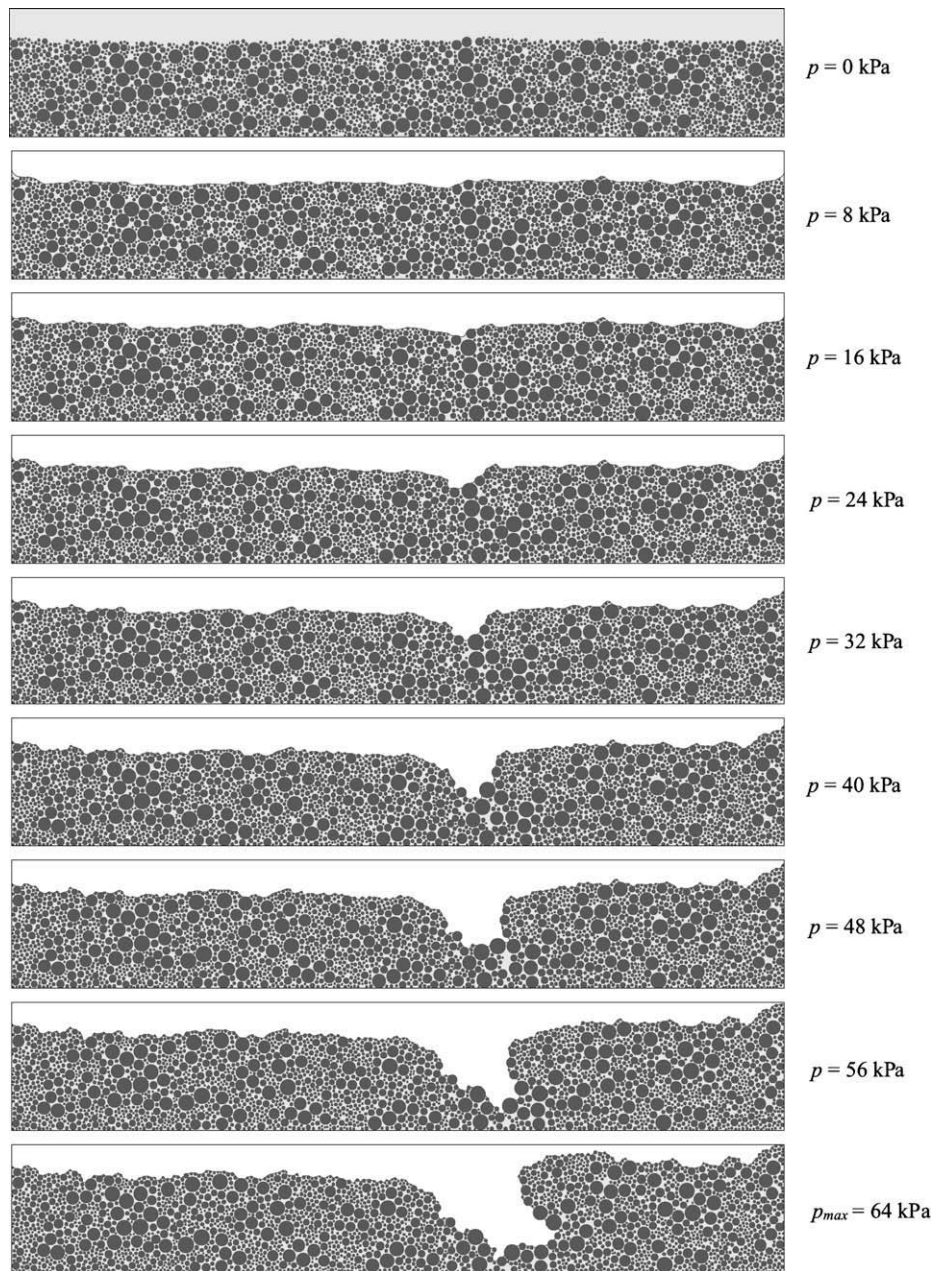 p = 0 kPa
p = 8 kPa
p = 16 kPa
p = 24 kPa
p = 32 kPa
p = 40 kPa
p = 48 kPa
p = 56 kPa
pmax = 64 kPa